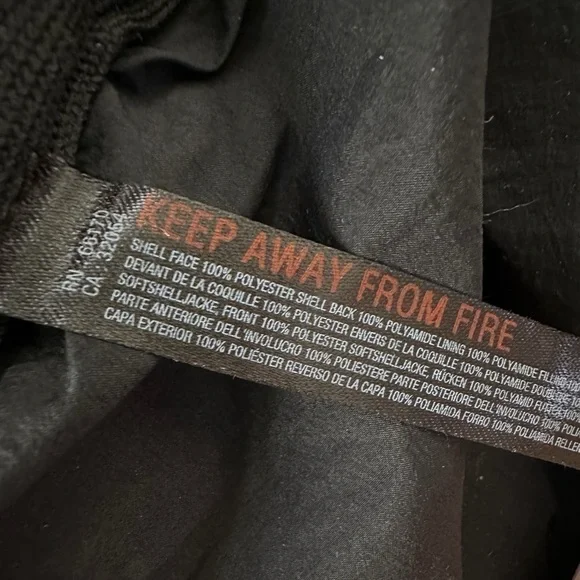 RN 66170
CA 32054
KEEP AWAY FROM FIRE
SHELL FACE 100% POLYESTER SHELL BACK 100% POLYAMIDE LINING 100% POLYAMIDE FILLING
DEVANT DE LA COQUILLE 100% POLYESTER ENVERS DE LA COQUILLE 100% POLYAMIDE
SOFTSHELLJACKE, FRONT 100% POLYESTER SOFTSHELLJACKE, RÜCKEN 100% POLYAMID
PARTE ANTERIORE DELL'INVOLUCRO 100% POLIESTERE PARTE POSTERIORE DELL'INVOLUCRO 100%
CAPA EXTERIOR 100% POLIÉSTER REVERSO DE LA CAPA 100% POLIAMIDA FORRO 100% POLIAMIDA